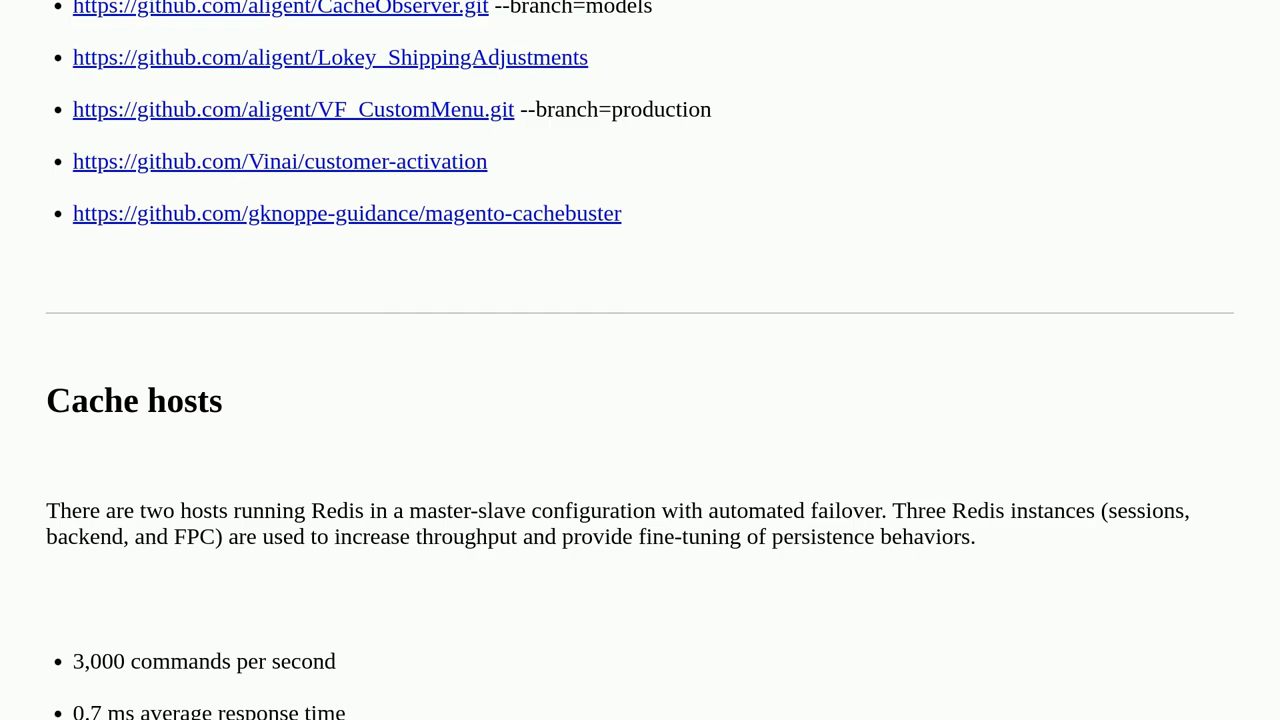 https://github.com/aligent/CacheObserver.git --branch=models
https://github.com/aligent/Lokey_ShippingAdjustments
https://github.com/aligent/VF_CustomMenu.git --branch=production
https://github.com/Vinai/customer-activation
https://github.com/gknoppe-guidance/magento-cachebuster
Cache hosts
There are two hosts running Redis in a master-slave configuration with automated failover. Three Redis instances (sessions,
backend, and FPC) are used to increase throughput and provide fine-tuning of persistence behaviors.
3,000 commands per second
0.7 ms average response time